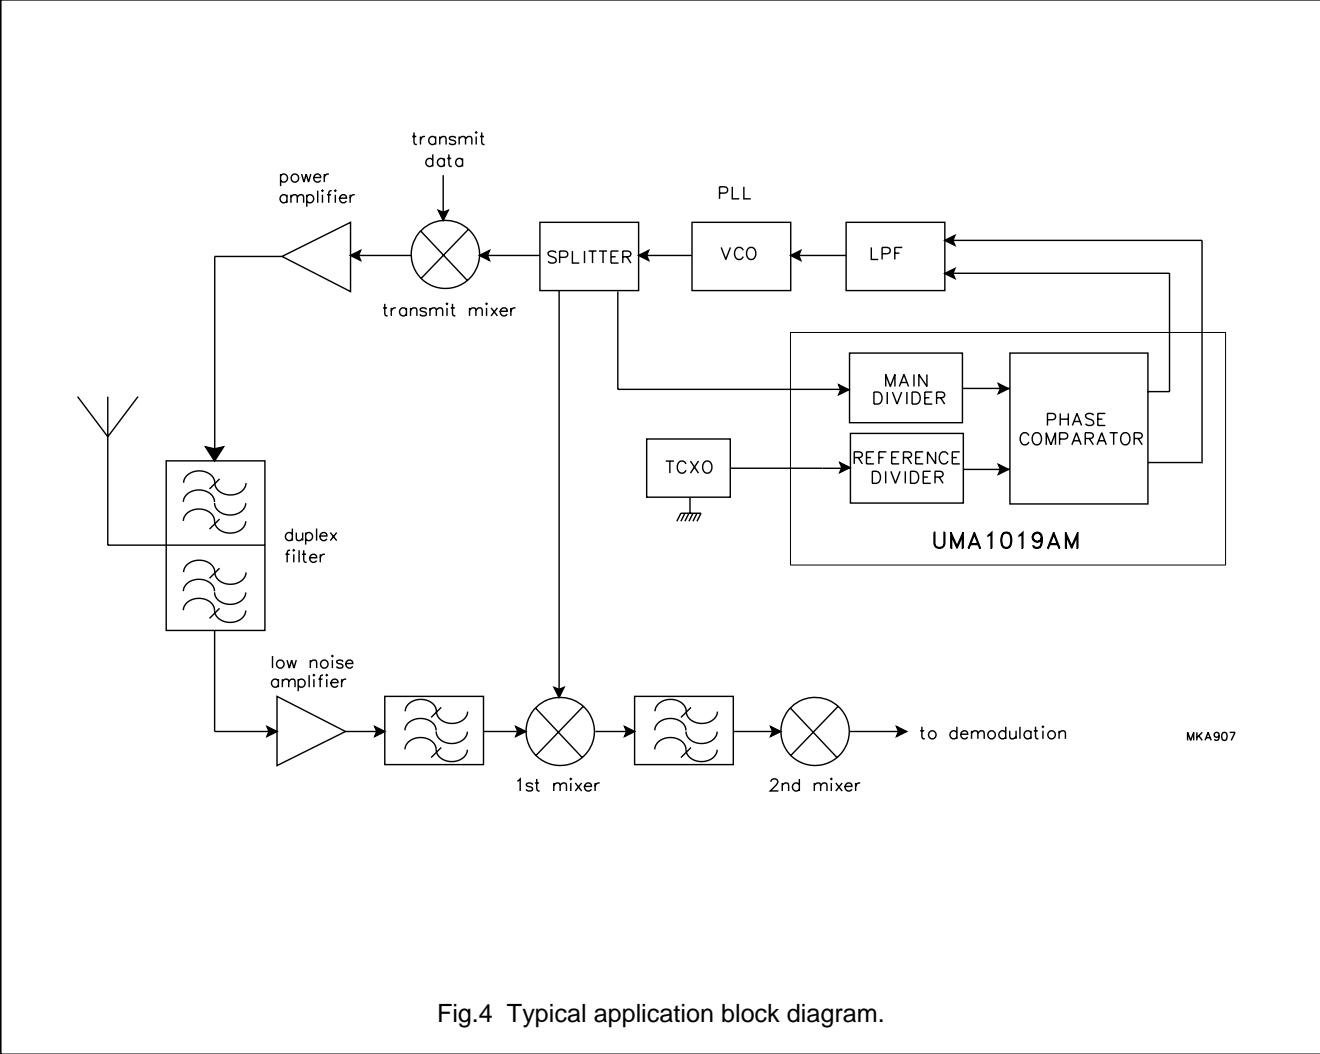 transmit
data
power
amplifier
PLL
SPLITTER
VCO
LPF
transmit mixer
MAIN
DIVIDER
PHASE
COMPARATOR
TCXO
REFERENCE
DIVIDER
UMA1019AM
duplex
filter
low noise
amplifier
to demodulation
MKA907
1st mixer
2nd mixer
Fig.4 Typical application block diagram.